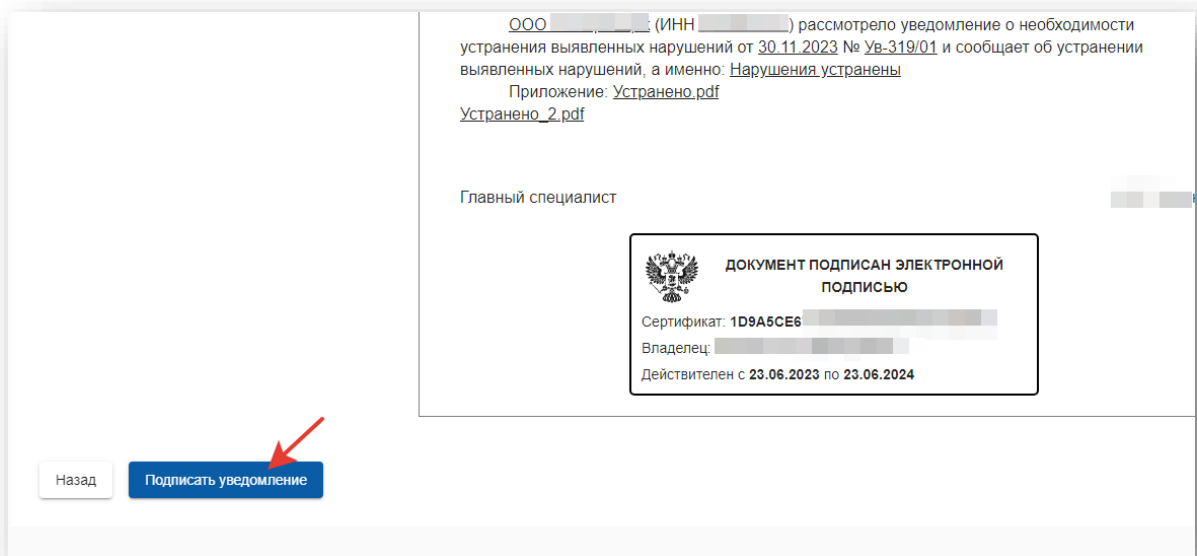 ООО (ИНН ) рассмотрело уведомление о необходимости
устранения выявленных нарушений от 30.11.2023 № Ув-319/01 и сообщает об устранении
выявленных нарушений, а именно: Нарушения устранены
Приложение: Устранено.pdf
Устранено_2.pdf
Главный специалист
ДОКУМЕНТ ПОДПИСАН ЭЛЕКТРОННОЙ
ПОДПИСЬЮ
Сертификат: 1D9A5CE6
Владелец:
Действителен с 23.06.2023 по 23.06.2024
Назад
Подписать уведомление